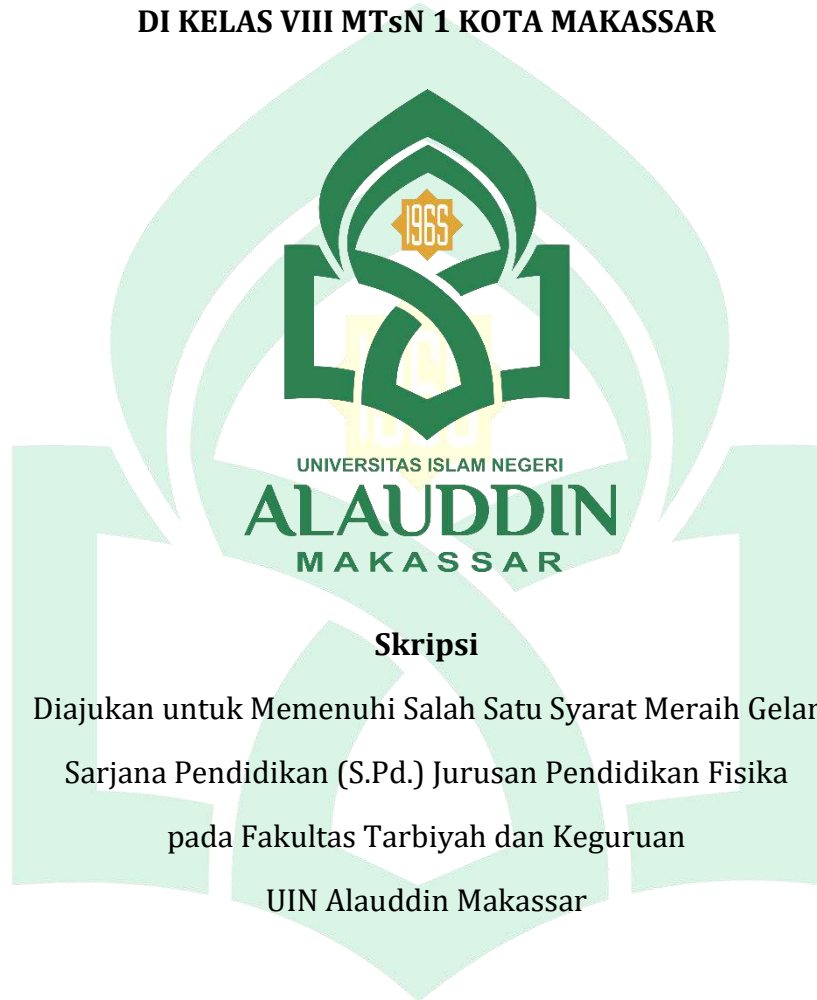 DI KELAS VIII MTsN 1 KOTA MAKASSAR
1965
UNIVERSITAS ISLAM NEGERI
ALAUDDIN
MAKASSAR
Skripsi
Diajukan untuk Memenuhi Salah Satu Syarat Meraih Gelar
Sarjana Pendidikan (S.Pd.) Jurusan Pendidikan Fisika
pada Fakultas Tarbiyah dan Keguruan
UIN Alauddin Makassar